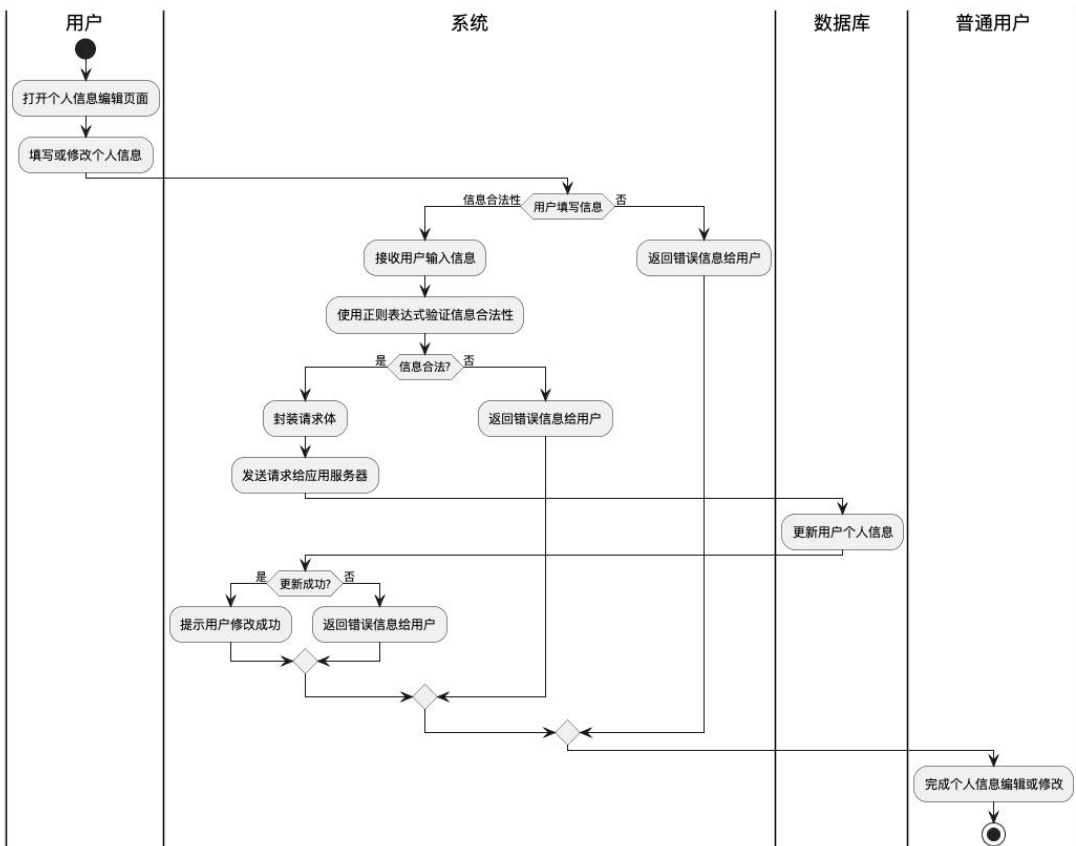 用户
系统
数据库
普通用户
打开个人信息编辑页面
填写或修改个人信息
信息合法性
用户填写信息
否
接收用户输入信息
返回错误信息给用户
使用正则表达式验证信息合法性
是
信息合法?
否
封装请求体
返回错误信息给用户
发送请求给应用服务器
更新用户个人信息
是
更新成功?
否
提示用户修改成功
返回错误信息给用户
完成个人信息编辑或修改